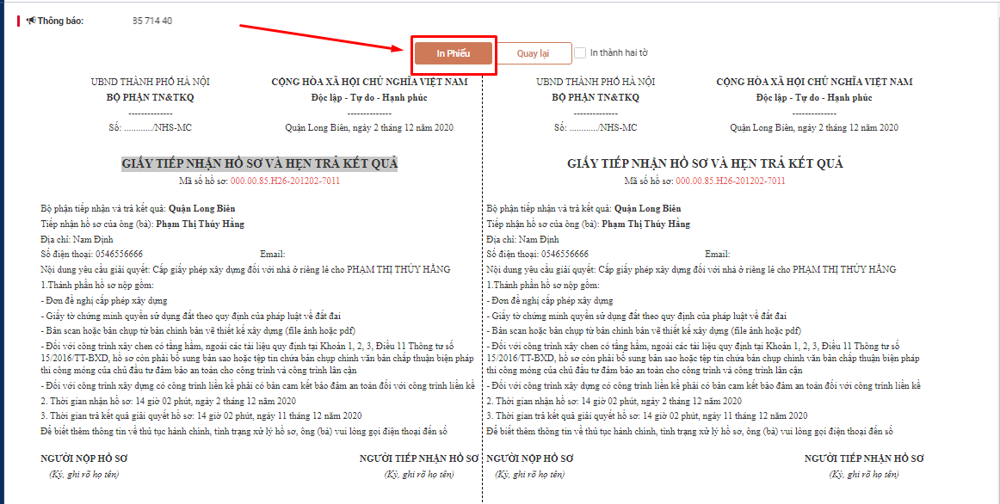 Thông báo: 85 714 40
In Phiếu
Quay lại
In thành hai tờ
UBND THÀNH PHỐ HÀ NỘI
BỘ PHẬN TN&TKQ
--------------
Số: ............/NHS-MC
CỘNG HÒA XÃ HỘI CHỦ NGHĨA VIỆT NAM
Độc lập - Tự do - Hạnh phúc
--------------
Quận Long Biên, ngày 2 tháng 12 năm 2020
GIẤY TIẾP NHẬN HỒ SƠ VÀ HẸN TRẢ KẾT QUẢ
Mã số hồ sơ: 000.00.85.H26-201202-7011
Bộ phận tiếp nhận và trả kết quả: Quận Long Biên
Tiếp nhận hồ sơ của ông (bà): Phạm Thị Thúy Hằng
Địa chỉ: Nam Định
Số điện thoại: 0546556666 Email:
Nội dung yêu cầu giải quyết: Cấp giấy phép xây dựng đối với nhà ở riêng lẻ cho PHẠM THỊ THÚY HẰNG
1.Thành phần hồ sơ nộp gồm:
- Đơn đề nghị cấp phép xây dựng
- Giấy tờ chứng minh quyền sử dụng đất theo quy định của pháp luật về đất đai
- Bản scan hoặc bản chụp từ bản chính bản vẽ thiết kế xây dựng (file ảnh hoặc pdf)
- Đối với công trình xây chen có tầng hầm, ngoài các tài liệu quy định tại Khoản 1, 2, 3, Điều 11 Thông tư số
15/2016/TT-BXD, hồ sơ còn phải bổ sung bản sao hoặc tệp tin chứa bản chụp chính văn bản chấp thuận biện pháp
thi công móng của chủ đầu tư đảm bảo an toàn cho công trình và công trình lân cận
- Đối với công trình xây dựng có công trình liền kề phải có bản cam kết bảo đảm an toàn đối với công trình liền kề
2. Thời gian nhận hồ sơ: 14 giờ 02 phút, ngày 2 tháng 12 năm 2020
3. Thời gian trả kết quả giải quyết hồ sơ: 14 giờ 02 phút, ngày 11 tháng 12 năm 2020
Để biết thêm thông tin về thủ tục hành chính, tình trạng xử lý hồ sơ, ông (bà) vui lòng gọi điện thoại đến số
NGƯỜI NỘP HỒ SƠ
(Ký, ghi rõ họ tên)
NGƯỜI TIẾP NHẬN HỒ SƠ
(Ký, ghi rõ họ tên)
UBND THÀNH PHỐ HÀ NỘI
BỘ PHẬN TN&TKQ
--------------
Số: ............/NHS-MC
CỘNG HÒA XÃ HỘI CHỦ NGHĨA VIỆT NAM
Độc lập - Tự do - Hạnh phúc
--------------
Quận Long Biên, ngày 2 tháng 12 năm 2020
GIẤY TIẾP NHẬN HỒ SƠ VÀ HẸN TRẢ KẾT QUẢ
Mã số hồ sơ: 000.00.85.H26-201202-7011
Bộ phận tiếp nhận và trả kết quả: Quận Long Biên
Tiếp nhận hồ sơ của ông (bà): Phạm Thị Thúy Hằng
Địa chỉ: Nam Định
Số điện thoại: 0546556666 Email:
Nội dung yêu cầu giải quyết: Cấp giấy phép xây dựng đối với nhà ở riêng lẻ cho PHẠM THỊ THÚY HẰNG
1.Thành phần hồ sơ nộp gồm:
- Đơn đề nghị cấp phép xây dựng
- Giấy tờ chứng minh quyền sử dụng đất theo quy định của pháp luật về đất đai
- Bản scan hoặc bản chụp từ bản chính bản vẽ thiết kế xây dựng (file ảnh hoặc pdf)
- Đối với công trình xây chen có tầng hầm, ngoài các tài liệu quy định tại Khoản 1, 2, 3, Điều 11 Thông tư số
15/2016/TT-BXD, hồ sơ còn phải bổ sung bản sao hoặc tệp tin chứa bản chụp chính văn bản chấp thuận biện pháp
thi công móng của chủ đầu tư đảm bảo an toàn cho công trình và công trình lân cận
- Đối với công trình xây dựng có công trình liền kề phải có bản cam kết bảo đảm an toàn đối với công trình liền kề
2. Thời gian nhận hồ sơ: 14 giờ 02 phút, ngày 2 tháng 12 năm 2020
3. Thời gian trả kết quả giải quyết hồ sơ: 14 giờ 02 phút, ngày 11 tháng 12 năm 2020
Để biết thêm thông tin về thủ tục hành chính, tình trạng xử lý hồ sơ, ông (bà) vui lòng gọi điện thoại đến số
NGƯỜI NỘP HỒ SƠ
(Ký, ghi rõ họ tên)
NGƯỜI TIẾP NHẬN HỒ SƠ
(Ký, ghi rõ họ tên)